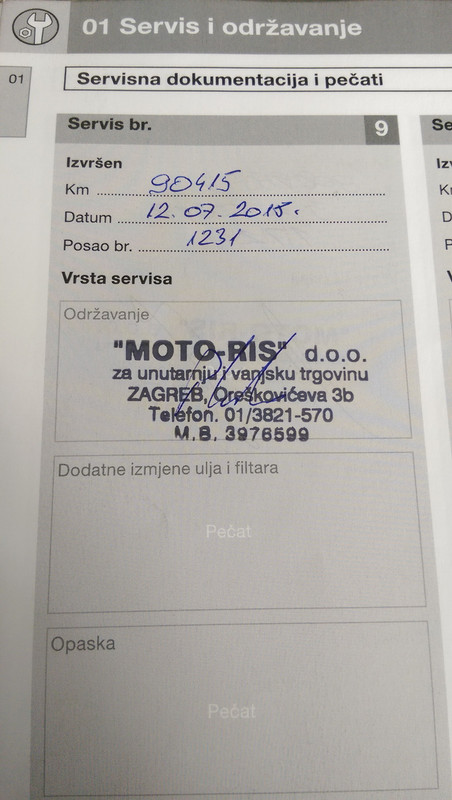 01 Servis i održavanje
01
Servisna dokumentacija i pečati
Servis br.
9
Izvršen
Km 90415
Datum 12.07.2015.
Posao br. 1231
Vrsta servisa
Održavanje
"MOTO-RIS" d.o.o.
za unutarnju i vanjsku trgovinu
ZAGREB, Oreškovićeva 3b
Telefon. 01/3821-570
M.B. 3976599
Dodatne izmjene ulja i filtara
Pečat
Opaska
Pečat
Se
Iz
K
D
P
V